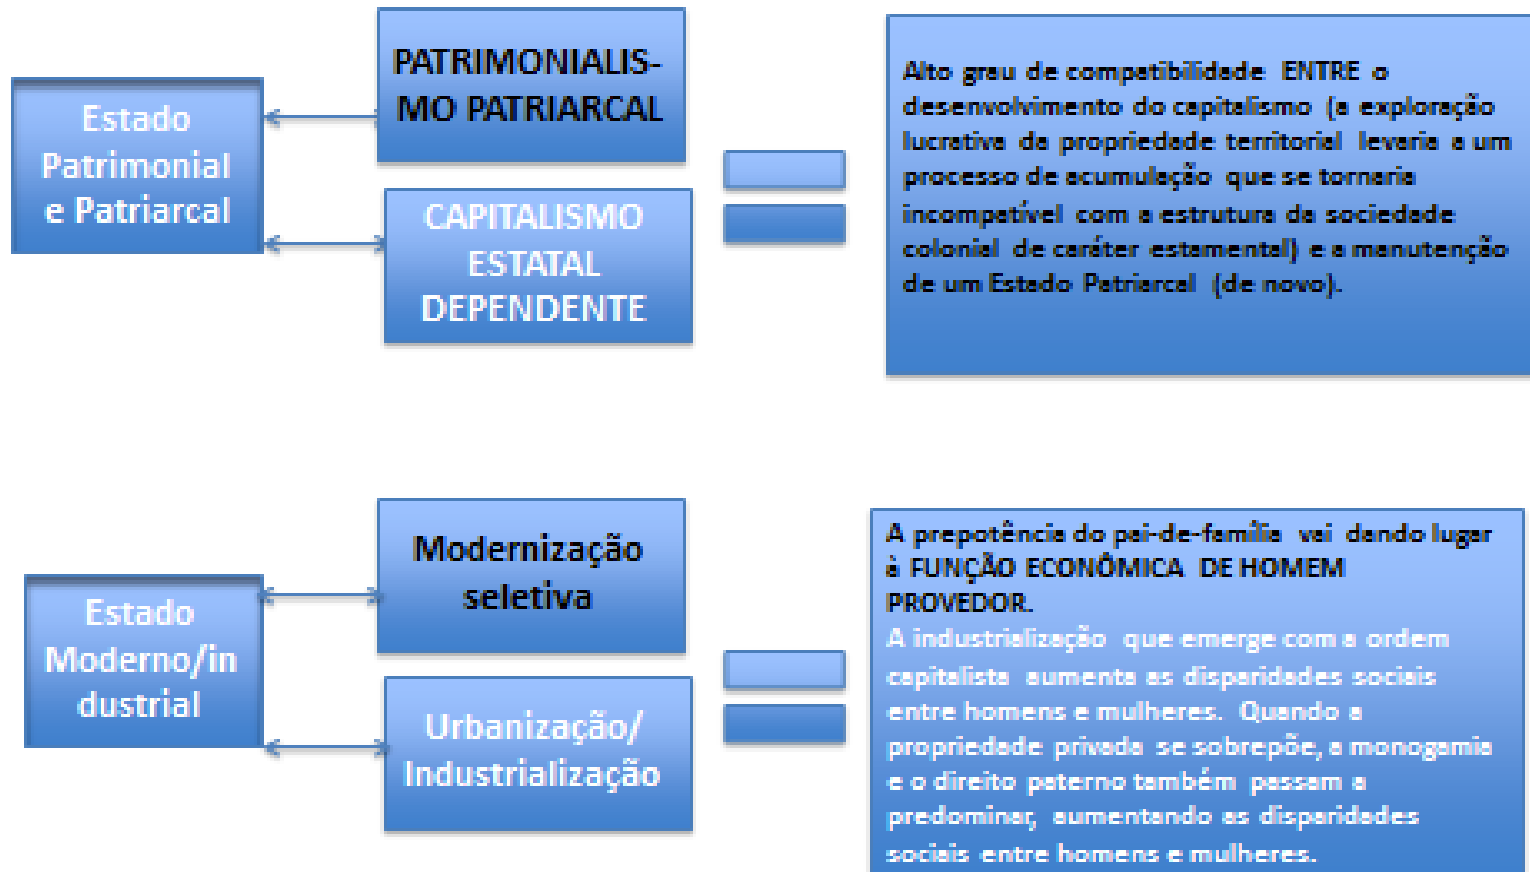 Estado
Patrimonial
e Patriarcal
PATRIMONIALIS-
MO PATRIARCAL
CAPITALISMO
ESTATAL
DEPENDENTE
Alto grau de compatibilidade ENTRE o
desenvolvimento do capitalismo (a exploração
lucrativa da propriedade territorial levaria a um
processo de acumulação que se tornaria
incompatível com a estrutura da sociedade
colonial de caráter estamental) e a manutenção
de um Estado Patriarcal (de novo).
Estado
Moderno/in
dustrial
Modernização
seletiva
Urbanização/
Industrialização
A prepotência do pai-de-família vai dando lugar
à FUNÇÃO ECONÔMICA DE HOMEM
PROVEDOR.
A industrialização que emerge com a ordem
capitalista aumenta as disparidades sociais
entre homens e mulheres. Quando a
propriedade privada se sobrepõe, a monogamia
e o direito paterno também passam a
predominar, aumentando as disparidades
sociais entre homens e mulheres.